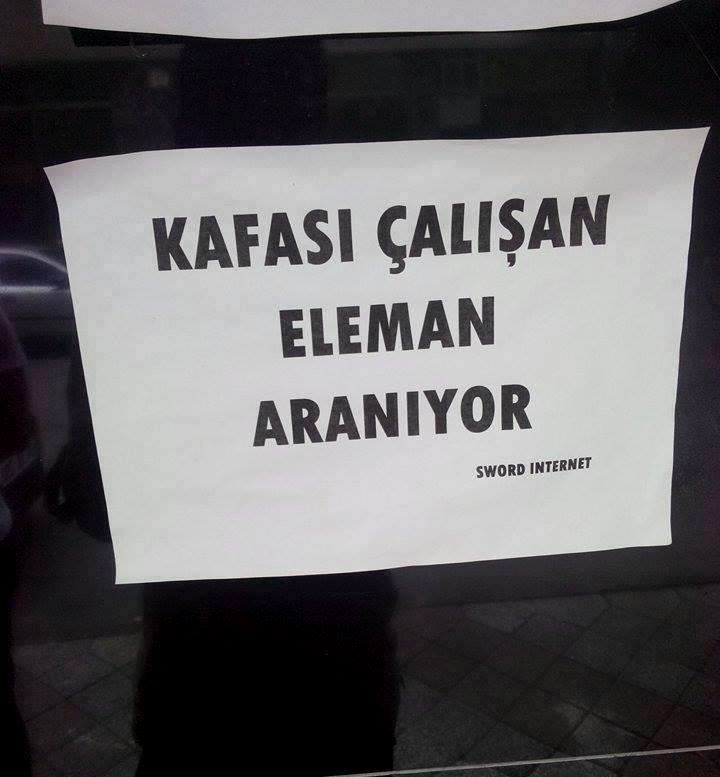 KAFASI ÇALIŞAN
ELEMAN
ARANIYOR
SWORD INTERNET